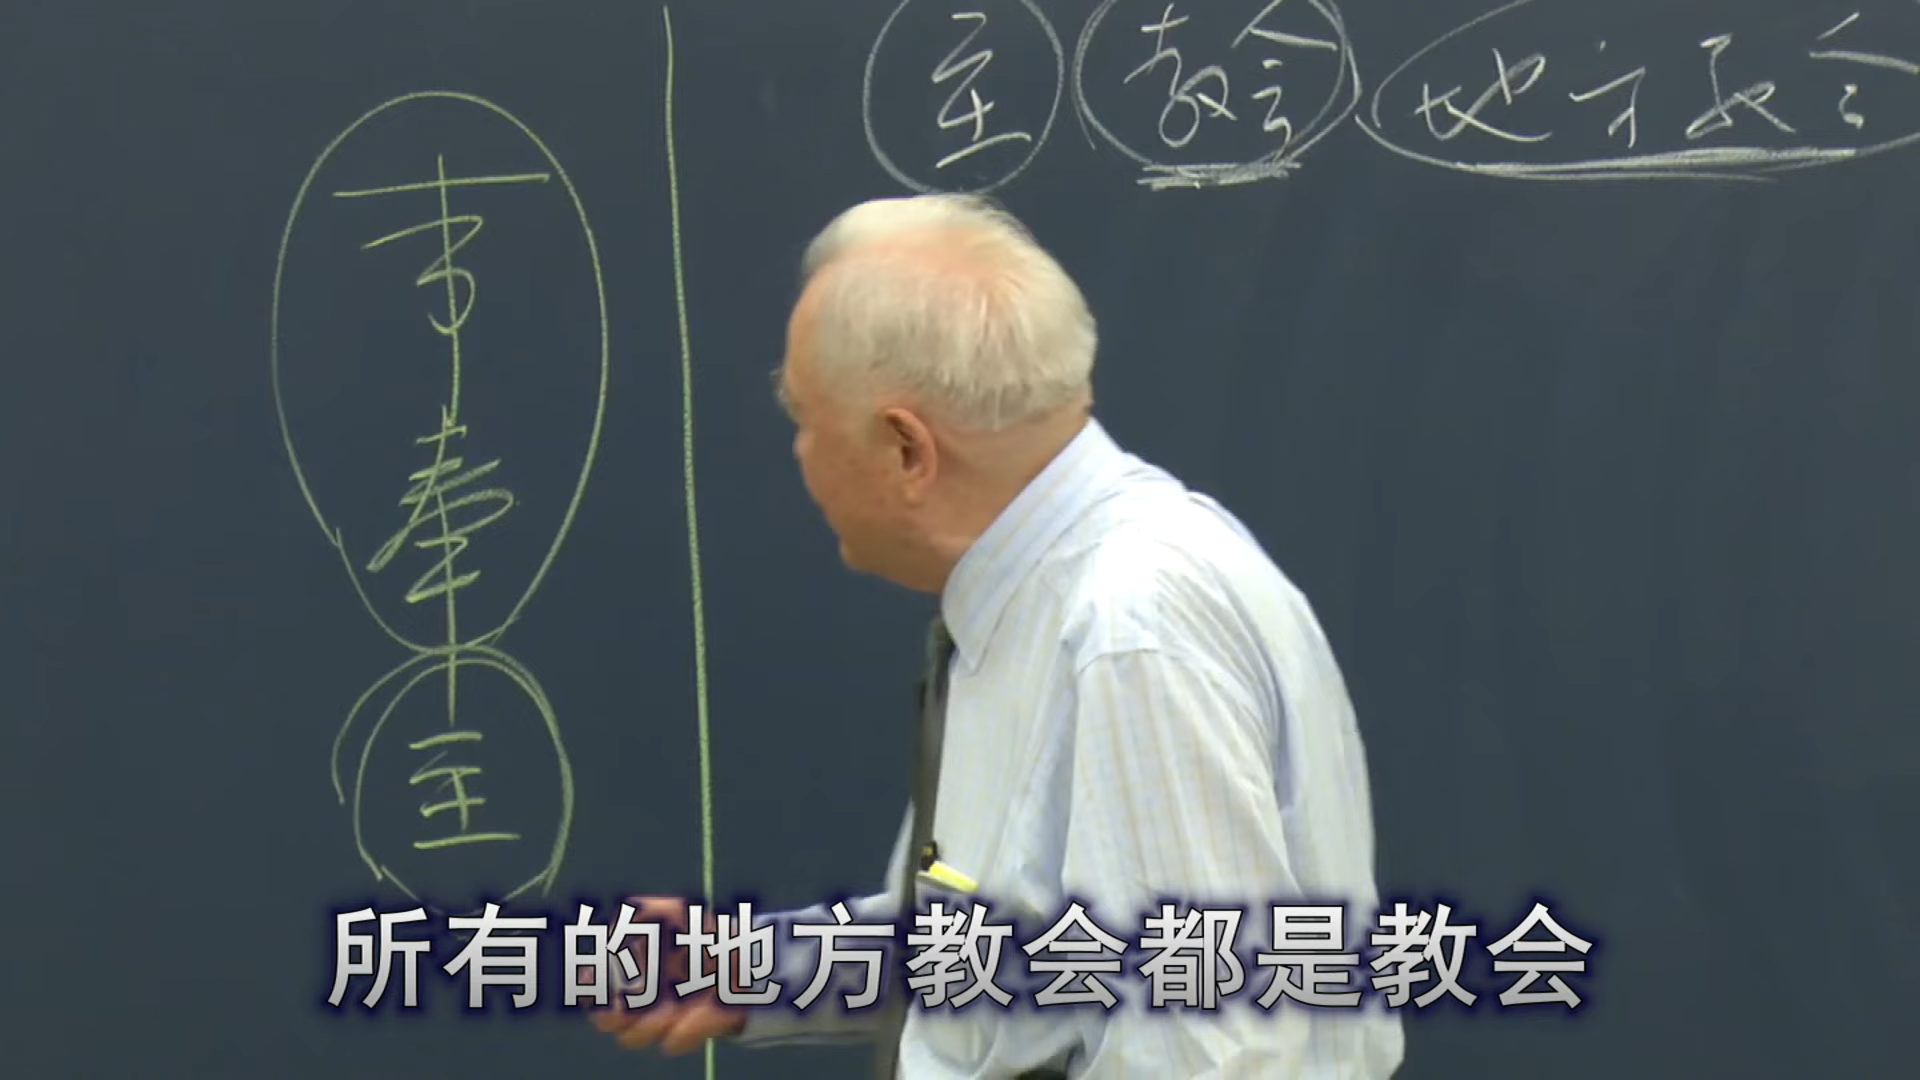 主 教会 地方教会
事奉
主
所有的地方教会都是教会